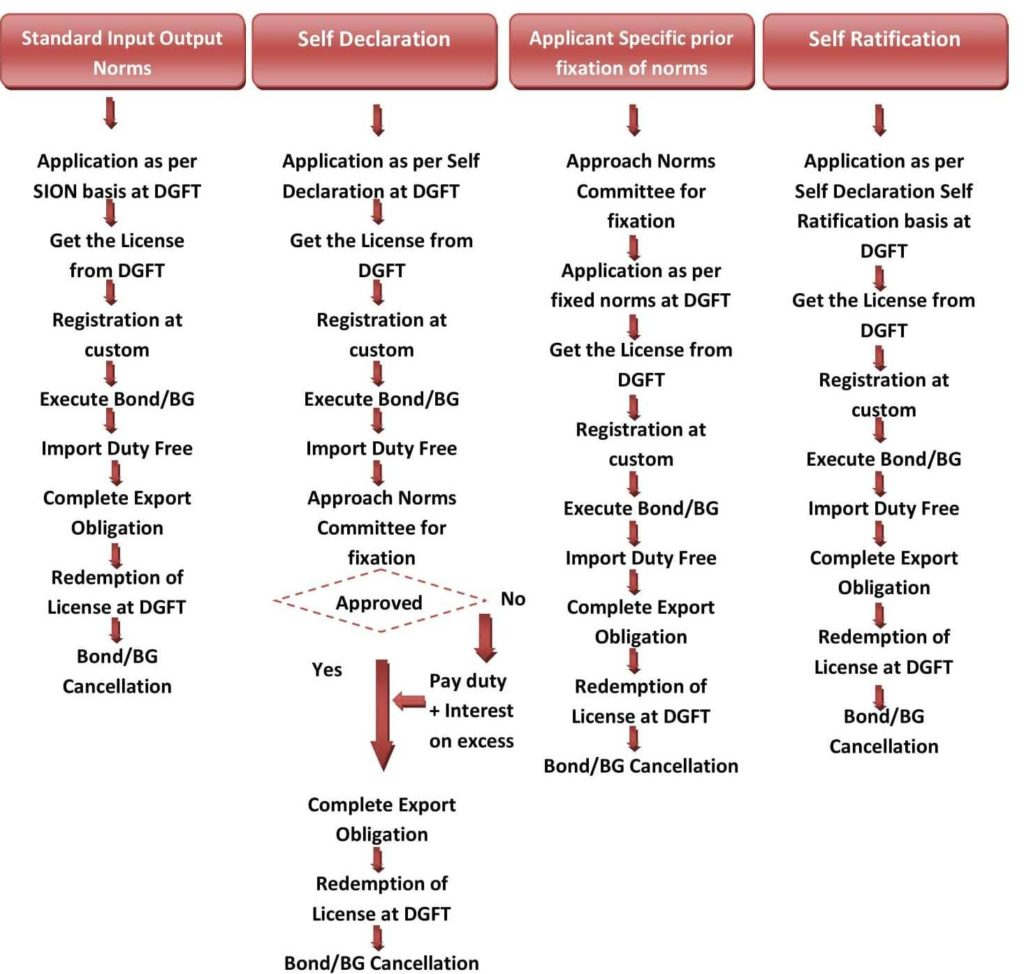 Standard Input Output
Norms
Application as per
SION basis at DGFT
Get the License
from DGFT
Registration at
custom
Execute Bond/BG
Import Duty Free
Complete Export
Obligation
Redemption of
License at DGFT
Bond/BG
Cancellation
Self Declaration
Application as per Self
Declaration at DGFT
Get the License from
DGFT
Registration at
custom
Execute Bond/BG
Import Duty Free
Approach Norms
Committee for
fixation
Approved
No
Yes
Pay duty
+ Interest
on excess
Complete Export
Obligation
Redemption of
License at DGFT
Bond/BG Cancellation
Applicant Specific prior
fixation of norms
Approach Norms
Committee for
fixation
Application as per
fixed norms at DGFT
Get the License from
DGFT
Registration at
custom
Execute Bond/BG
Import Duty Free
Complete Export
Obligation
Redemption of
License at DGFT
Bond/BG Cancellation
Self Ratification
Application as per
Self Declaration Self
Ratification basis at
DGFT
Get the License from
DGFT
Registration at
custom
Execute Bond/BG
Import Duty Free
Complete Export
Obligation
Redemption of
License at DGFT
Bond/BG
Cancellation